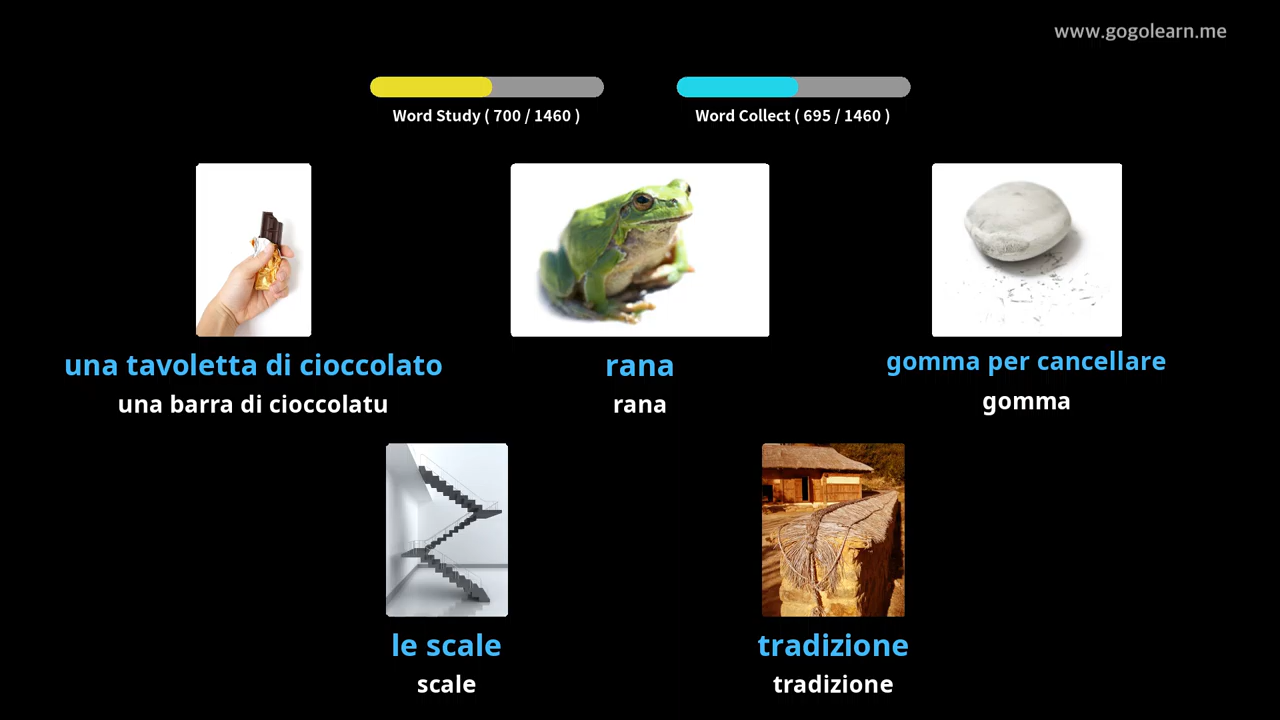 www.gogolearn.me
Word Study ( 700 / 1460 )
Word Collect ( 695 / 1460 )
una tavoletta di cioccolato
una barra di cioccolatu
rana
rana
gomma per cancellare
gomma
le scale
scale
tradizione
tradizione